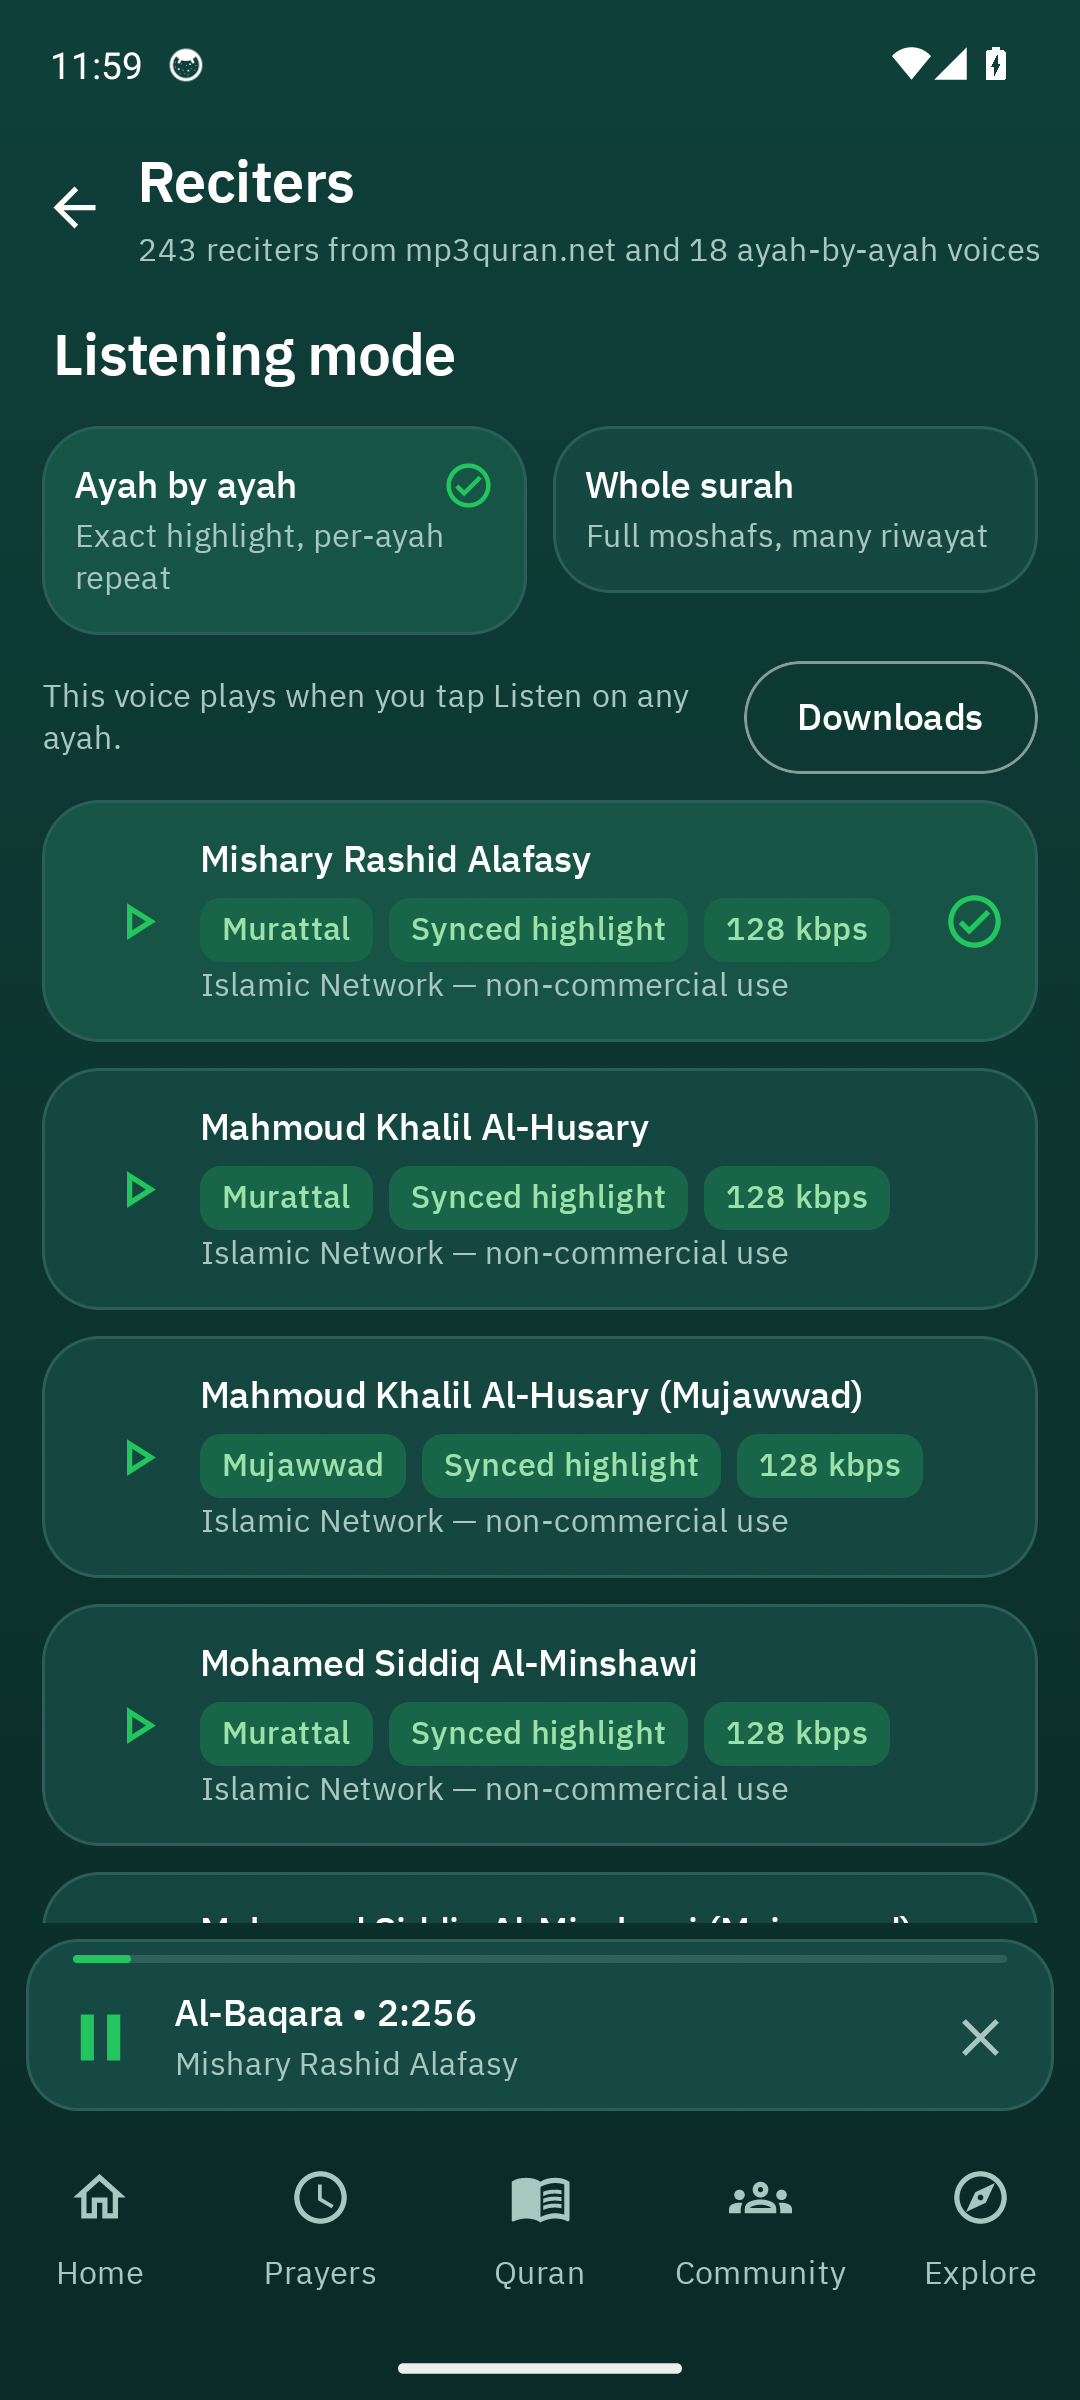 11:59
Reciters
243 reciters from mp3quran.net and 18 ayah-by-ayah voices
Listening mode
Ayah by ayah
Exact highlight, per-ayah
repeat
Whole surah
Full moshafs, many riwayat
This voice plays when you tap Listen on any
ayah.
Downloads
Mishary Rashid Alafasy
Murattal Synced highlight 128 kbps
Islamic Network — non-commercial use
Mahmoud Khalil Al-Husary
Murattal Synced highlight 128 kbps
Islamic Network — non-commercial use
Mahmoud Khalil Al-Husary (Mujawwad)
Mujawwad Synced highlight 128 kbps
Islamic Network — non-commercial use
Mohamed Siddiq Al-Minshawi
Murattal Synced highlight 128 kbps
Islamic Network — non-commercial use
Al-Baqara • 2:256
Mishary Rashid Alafasy
Home Prayers Quran Community Explore